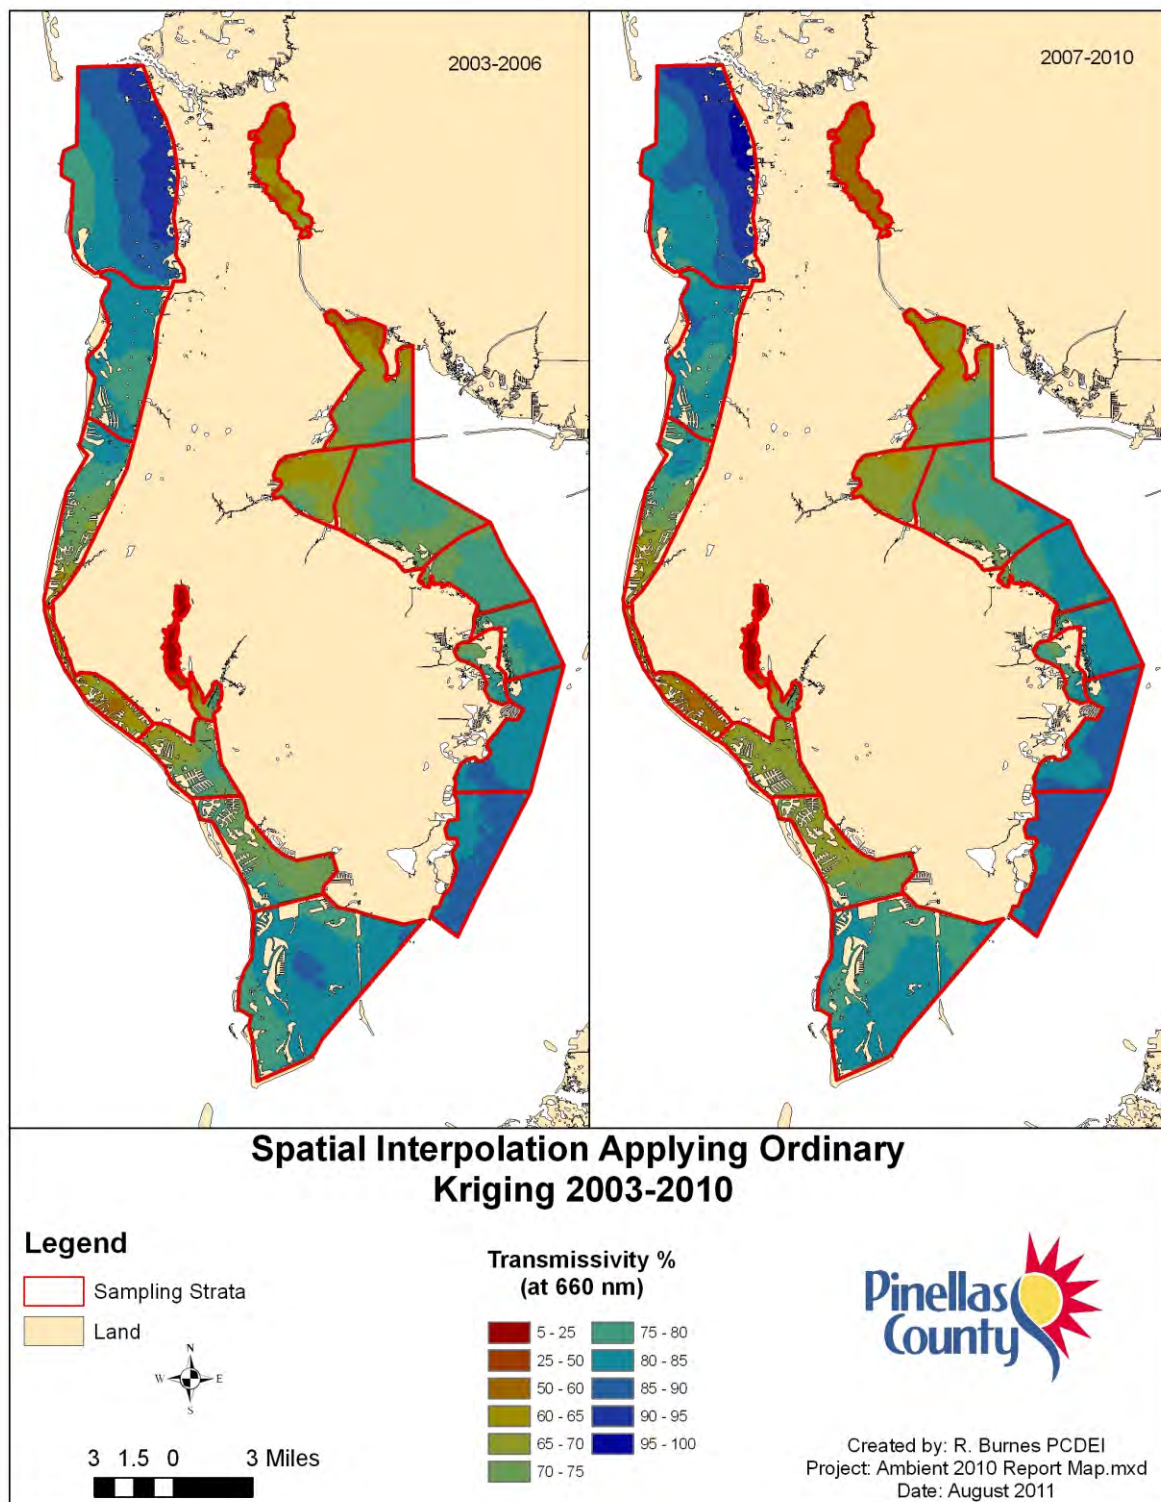 2003-2006
2007-2010
Spatial Interpolation Applying Ordinary
Kriging 2003-2010
Legend
Sampling Strata
Land
N
W
E
S
3 1.5 0 3 Miles
Transmissivity %
(at 660 nm)
5 - 25
25 - 50
50 - 60
60 - 65
65 - 70
70 - 75
75 - 80
80 - 85
85 - 90
90 - 95
95 - 100
Pinellas
County
Created by: R. Burnes PCDEI
Project: Ambient 2010 Report Map.mxd
Date: August 2011